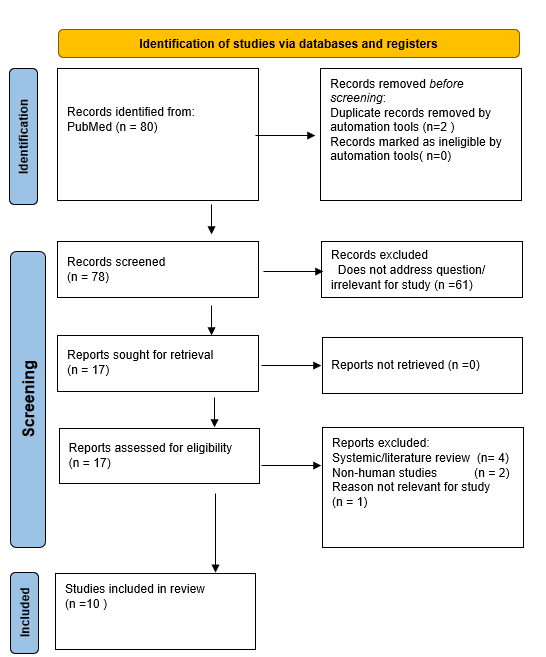 Identification of studies via databases and registers
Identification
Records identified from:
PubMed (n = 80)
Records removed before
screening:
Duplicate records removed by
automation tools (n=2 )
Records marked as ineligible by
automation tools( n=0)
Screening
Records screened
(n = 78)
Records excluded
Does not address question/
irrelevant for study (n =61)
Reports sought for retrieval
(n = 17)
Reports not retrieved (n =0)
Reports assessed for eligibility
(n = 17)
Reports excluded:
Systemic/literature review (n= 4)
Non-human studies (n = 2)
Reason not relevant for study
(n = 1)
Included
Studies included in review
(n =10 )